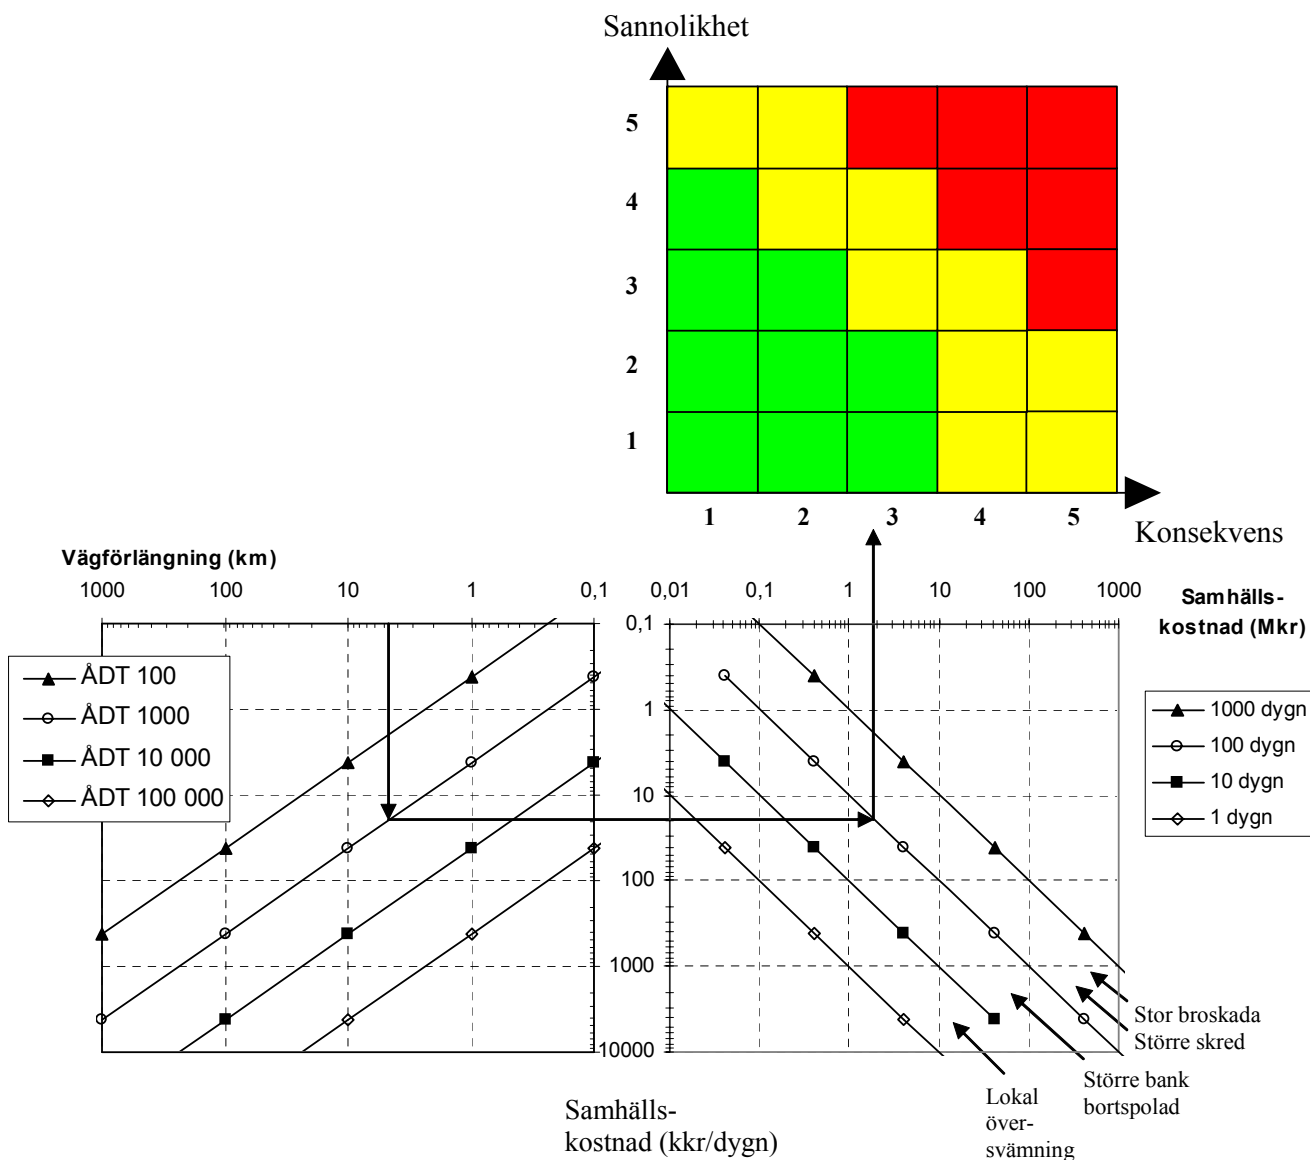 Sannolikhet
5
4
3
2
1
1 2 3 4 5
Konsekvens
Vägförlängning (km)
1000 100 10 1 0,1
0,01 0,1 1 10 100 1000
Samhälls-
kostnad (Mkr)
0,1
1
10
100
1000
10000
ÅDT 100
ÅDT 1000
ÅDT 10 000
ÅDT 100 000
1000 dygn
100 dygn
10 dygn
1 dygn
Stor broskada
Större skred
Större bank
bortspolad
Lokal
över-
svämning
Samhälls-
kostnad (kkr/dygn)